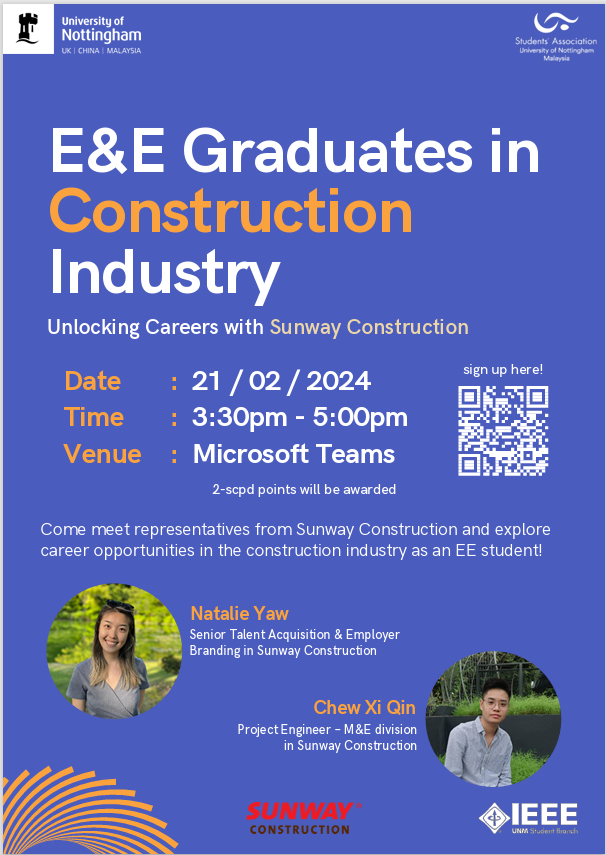 University of
Nottingham
UK | CHINA | MALAYSIA
Students' Association
University of Nottingham
Malaysia
E&E Graduates in
Construction
Industry
Unlocking Careers with Sunway Construction
Date : 21 / 02 / 2024
Time : 3:30pm - 5:00pm
Venue : Microsoft Teams
sign up here!
2-scpd points will be awarded
Come meet representatives from Sunway Construction and explore
career opportunities in the construction industry as an EE student!
Natalie Yaw
Senior Talent Acquisition & Employer
Branding in Sunway Construction
Chew Xi Qin
Project Engineer – M&E division
in Sunway Construction
SUNWAY®
CONSTRUCTION
IEEE
UNM Student Branch